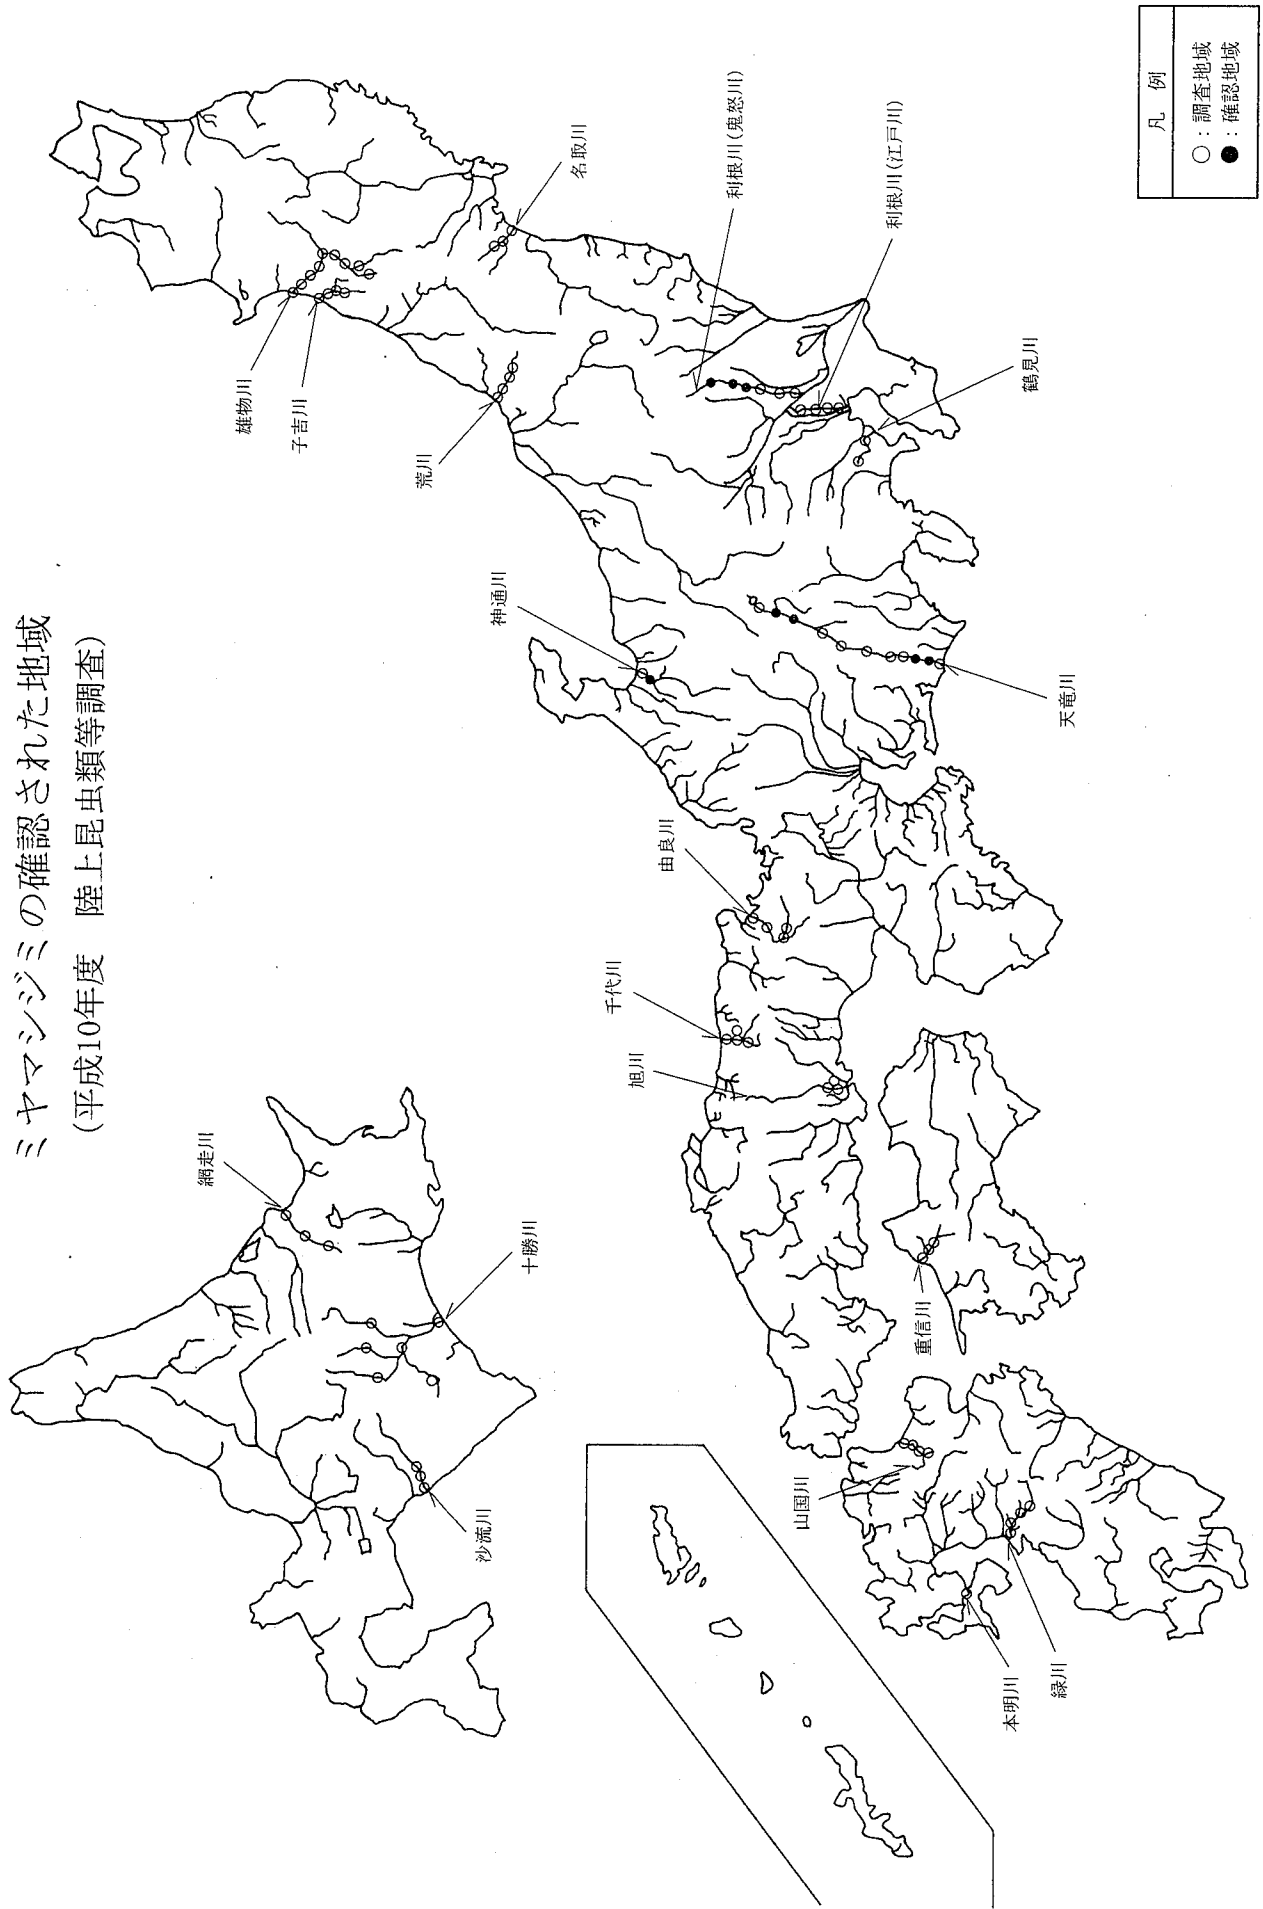 ミヤマシジミの確認された地域
(平成10年度 陸上昆虫類等調査)
網走川
十勝川
沙流川
雄物川
子吉川
荒川
名取川
利根川(鬼怒川)
利根川(江戸川)
鶴見川
神通川
天竜川
由良川
千代川
旭川
重信川
山国川
本明川
緑川
凡 例
○:調査地域
●:確認地域